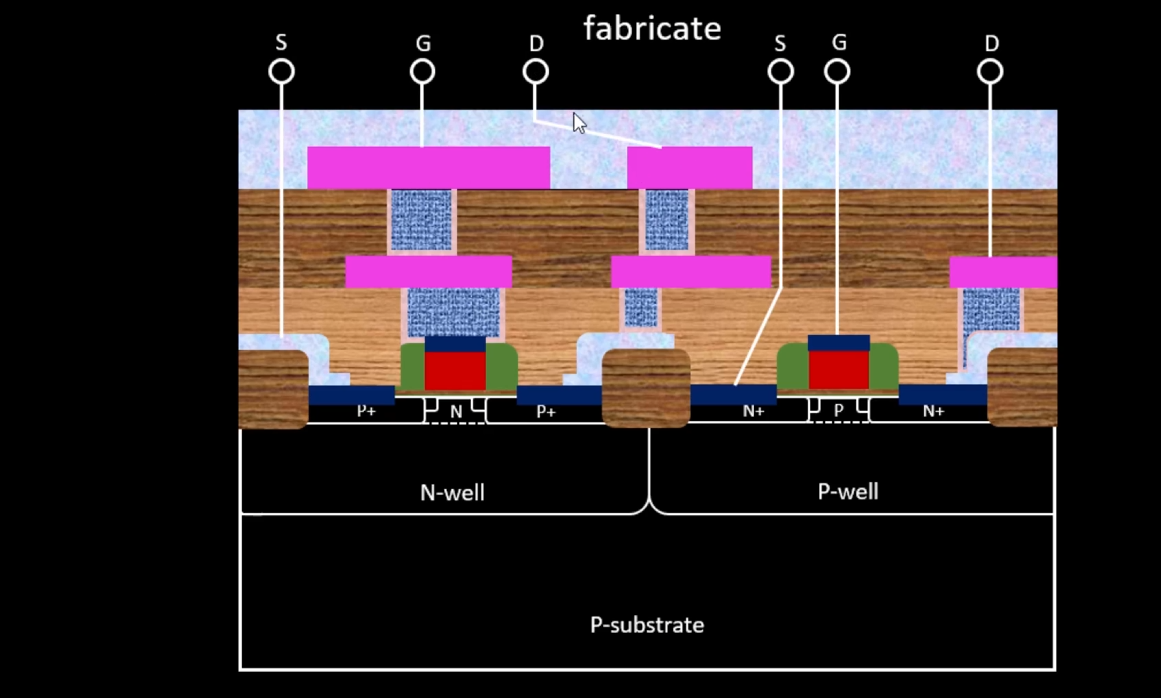 fabricate
S G D S G D
P+ N P+ N+ P N+
N-well P-well
P-substrate